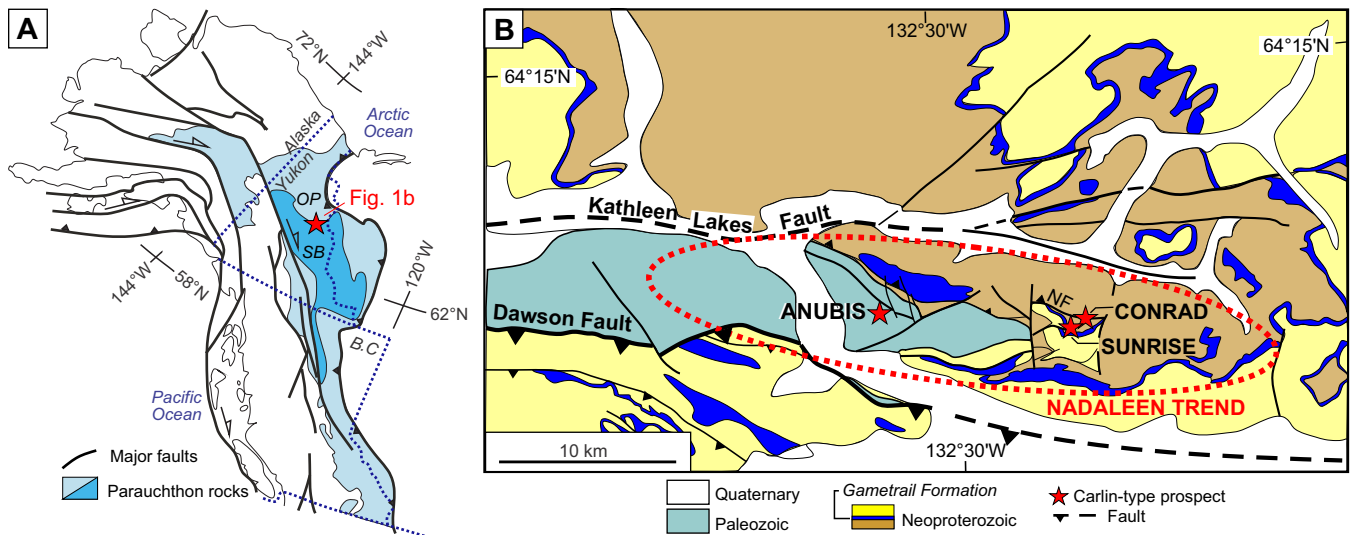 A
72°N
144°W
Arctic
Ocean
Alaska
Yukon
OP
Fig. 1b
SB
144°W
58°N
120°W
62°N
B.C.
Pacific
Ocean
Major faults
Parauchthon rocks
B
132°30'W
64°15'N
64°15'N
Kathleen Lakes Fault
NF
ANUBIS
CONRAD
Dawson Fault
SUNRISE
NADALEEN TREND
10 km
132°30'W
Quaternary
Paleozoic
Gametrail Formation
Neoproterozoic
Carlin-type prospect
Fault